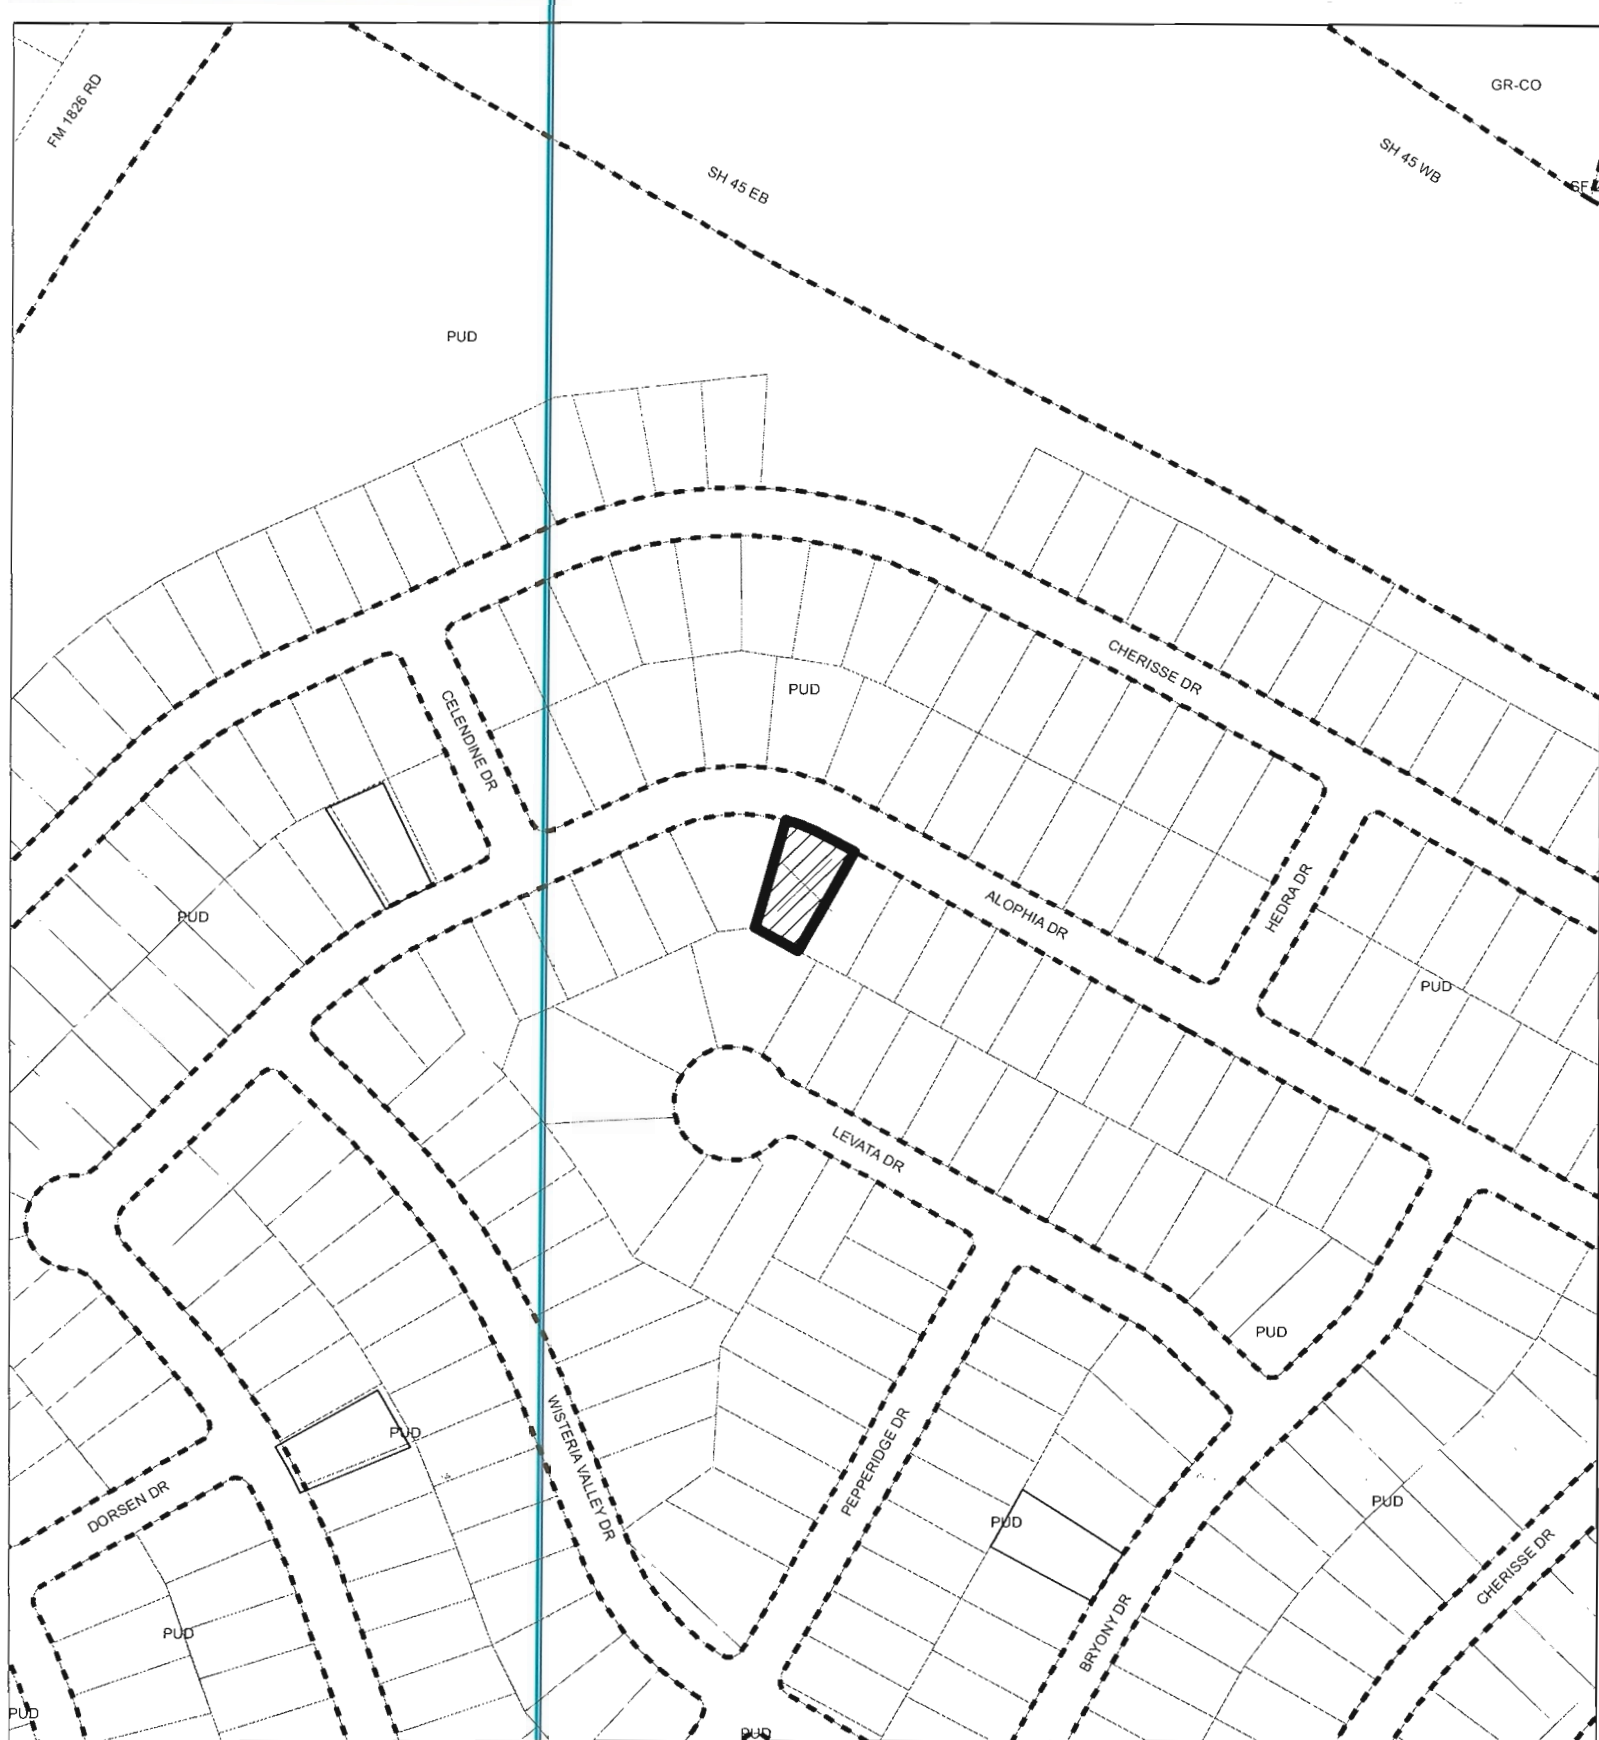 GR-CO
FM 1826 RD
SH 45 WB
SH 45 EB
SF
PUD
CHERISSE DR
PUD
CELENDINE DR
HEDRA DR
ALOPHIA DR
PUD
PUD
LEVATA DR
PUD
PUD
WISTERIA VALLEY DR
PEPPERIDGE DR
DORSEN DR
PUD
PUD
CHERISSE DR
PUD
BRYONY DR
PUD
PUD